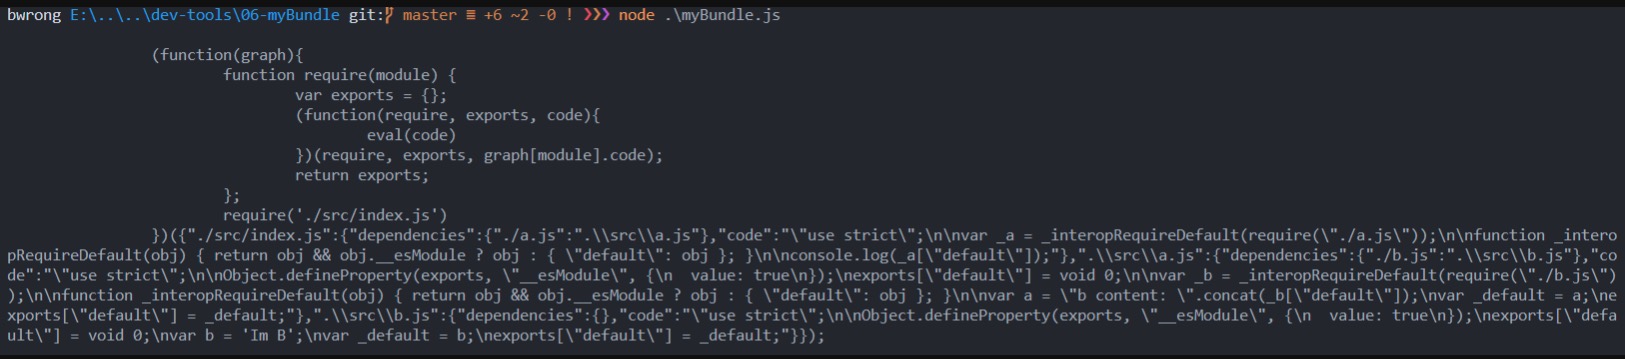 bwrong E:\..\..\dev-tools\06-myBundle git: master ≡ +6 ~2 -0 ! ❯❯❯ node .\myBundle.js
(function(graph){
function require(module) {
var exports = {};
(function(require, exports, code){
eval(code)
})(require, exports, graph[module].code);
return exports;
};
require('./src/index.js')
})({"./src/index.js":{"dependencies":{"./a.js":".\\src\\a.js"},"code":"\"use strict\";\n\nvar _a = _interopRequireDefault(require(\"./a.js\"));\n\nfunction _intero
pRequireDefault(obj) { return obj && obj.__esModule ? obj : { \"default\": obj }; }\n\nconsole.log(_a[\"default\"]);"},".\\src\\a.js":{"dependencies":{"./b.js":".\\src\\b.js"},"co
de":"\"use strict\";\n\nObject.defineProperty(exports, \"__esModule\", {\n  value: true\n});\nexports[\"default\"] = void 0;\n\nvar _b = _interopRequireDefault(require(\"./b.js\")
);\n\nfunction _interopRequireDefault(obj) { return obj && obj.__esModule ? obj : { \"default\": obj }; }\n\nvar a = \"b content: \".concat(_b[\"default\"]);\nvar _default = a;\ne
xports[\"default\"] = _default;"},".\\src\\b.js":{"dependencies":{},"code":"\"use strict\";\n\nObject.defineProperty(exports, \"__esModule\", {\n  value: true\n});\nexports[\"defa
ult\"] = void 0;\nvar b = 'Im B';\nvar _default = b;\nexports[\"default\"] = _default;"}});